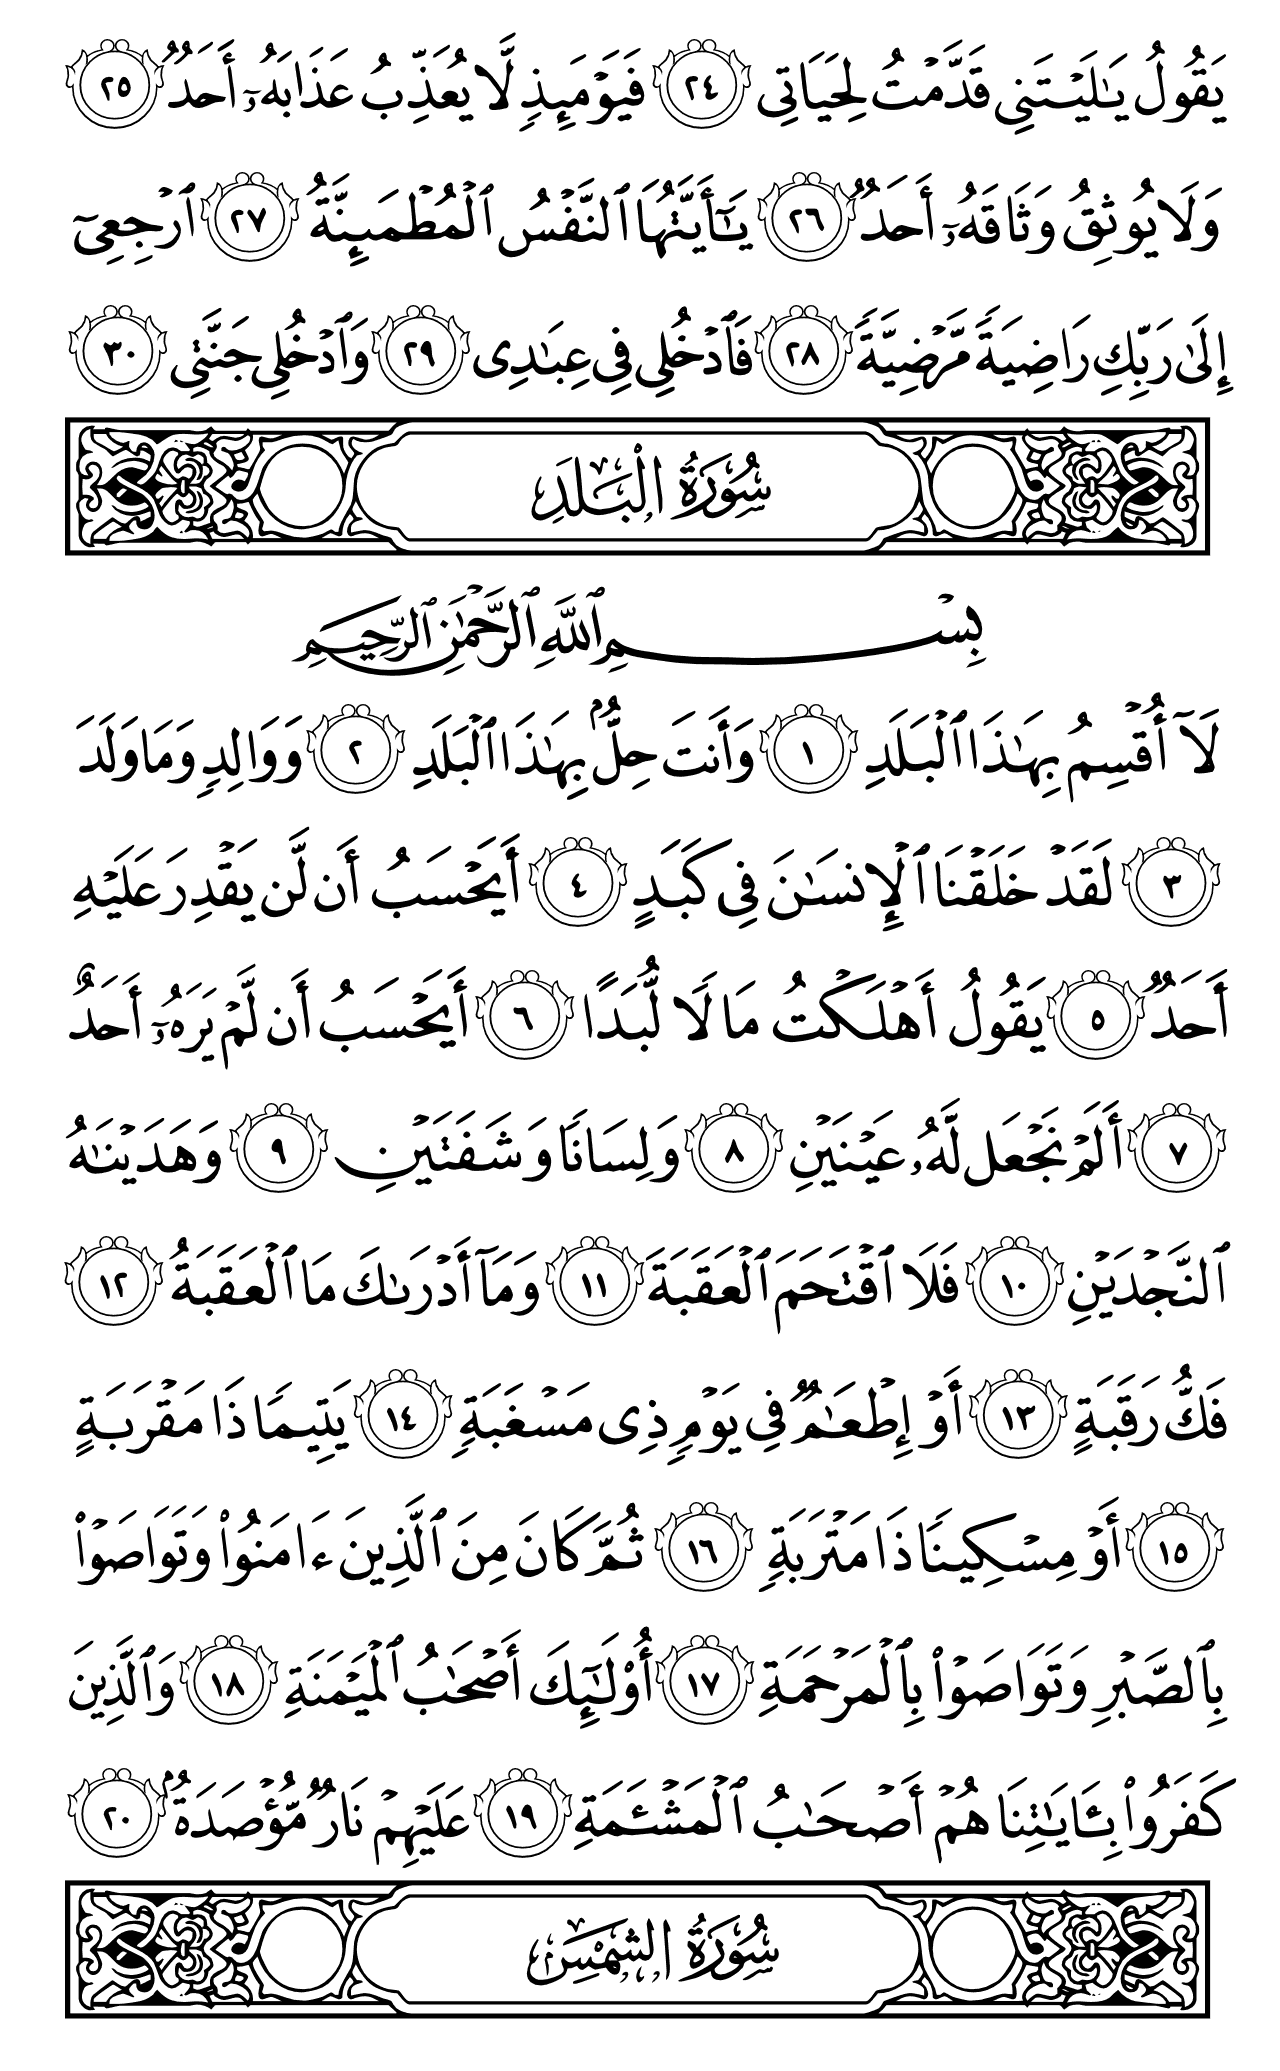 يَقُولُ يَـٰلَيْتَنِى قَدَّمْتُ لِحَيَاتِى ٢٤ فَيَوْمَئِذٍ لَّا يُعَذِّبُ عَذَابَهُۥٓ أَحَدٌ ٢٥
وَلَا يُوثِقُ وَثَاقَهُۥٓ أَحَدٌ ٢٦ يَـٰٓأَيَّتُهَا ٱلنَّفْسُ ٱلْمُطْمَئِنَّةُ ٢٧ ٱرْجِعِىٓ
إِلَىٰ رَبِّكِ رَاضِيَةً مَّرْضِيَّةً ٢٨ فَٱدْخُلِى فِى عِبَـٰدِى ٢٩ وَٱدْخُلِى جَنَّتِى ٣٠
سُورَةُ الْبَلَدِ
بِسْمِ ٱللَّهِ ٱلرَّحْمَـٰنِ ٱلرَّحِيمِ
لَآ أُقْسِمُ بِهَـٰذَا ٱلْبَلَدِ ١ وَأَنتَ حِلٌّۢ بِهَـٰذَا ٱلْبَلَدِ ٢ وَوَالِدٍ وَمَا وَلَدَ
٣ لَقَدْ خَلَقْنَا ٱلْإِنسَـٰنَ فِى كَبَدٍ ٤ أَيَحْسَبُ أَن لَّن يَقْدِرَ عَلَيْهِ
أَحَدٌ ٥ يَقُولُ أَهْلَكْتُ مَالًا لُّبَدًا ٦ أَيَحْسَبُ أَن لَّمْ يَرَهُۥٓ أَحَدٌ
٧ أَلَمْ نَجْعَل لَّهُۥ عَيْنَيْنِ ٨ وَلِسَانًا وَشَفَتَيْنِ ٩ وَهَدَيْنَـٰهُ
ٱلنَّجْدَيْنِ ١٠ فَلَا ٱقْتَحَمَ ٱلْعَقَبَةَ ١١ وَمَآ أَدْرَىٰكَ مَا ٱلْعَقَبَةُ ١٢
فَكُّ رَقَبَةٍ ١٣ أَوْ إِطْعَـٰمٌ فِى يَوْمٍ ذِى مَسْغَبَةٍ ١٤ يَتِيمًا ذَا مَقْرَبَةٍ
١٥ أَوْ مِسْكِينًا ذَا مَتْرَبَةٍ ١٦ ثُمَّ كَانَ مِنَ ٱلَّذِينَ ءَامَنُوا۟ وَتَوَاصَوْا۟
بِٱلصَّبْرِ وَتَوَاصَوْا۟ بِٱلْمَرْحَمَةِ ١٧ أُو۟لَـٰٓئِكَ أَصْحَـٰبُ ٱلْمَيْمَنَةِ ١٨ وَٱلَّذِينَ
كَفَرُوا۟ بِـَٔايَـٰتِنَا هُمْ أَصْحَـٰبُ ٱلْمَشْـَٔمَةِ ١٩ عَلَيْهِمْ نَارٌ مُّؤْصَدَةٌۢ ٢٠
سُورَةُ الشَّمْسِ